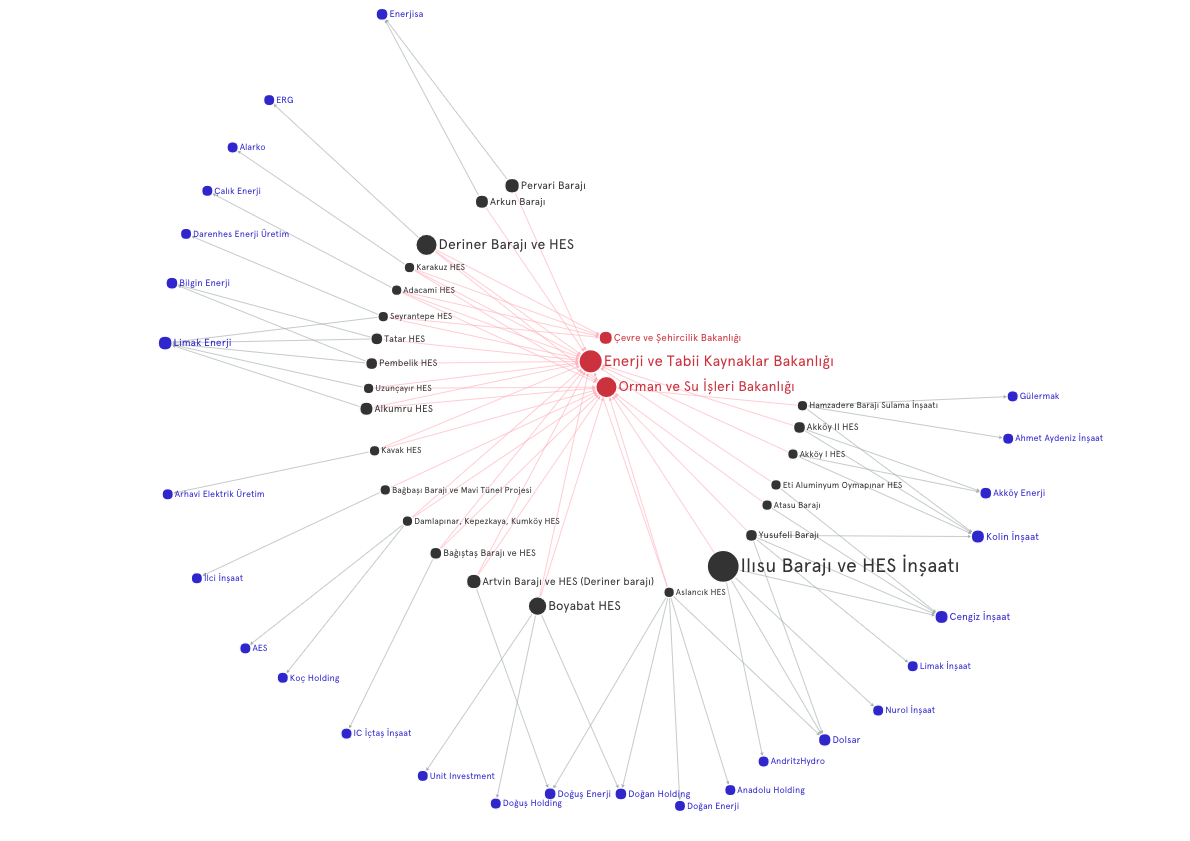 Enerjisa
ERG
Alarko
Çalık Enerji
Pervari Barajı
Arkun Barajı
Darenhes Enerji Üretim
Deriner Barajı ve HES
Karakuz HES
Bilgin Enerji
Adacami HES
Seyrantepe HES
Çevre ve Şehircilik Bakanlığı
Tatar HES
Limak Enerji
Enerji ve Tabii Kaynaklar Bakanlığı
Pembelik HES
Orman ve Su İşleri Bakanlığı
Uzunçayır HES
Gülermak
Hamzadere Barajı Sulama İnşaatı
Alkumru HES
Akköy II HES
Ahmet Aydeniz İnşaat
Kavak HES
Akköy I HES
Eti Aluminyum Oymapınar HES
Bağbaşı Barajı ve Mavi Tünel Projesi
Akköy Enerji
Arhavi Elektrik Üretim
Atasu Barajı
Damlapınar, Kepezkaya, Kumköy HES
Yusufeli Barajı
Kolin İnşaat
Bağıştaş Barajı ve HES
Ilısu Barajı ve HES İnşaatı
İlci İnşaat
Artvin Barajı ve HES (Deriner barajı)
Aslancık HES
Boyabat HES
Cengiz İnşaat
AES
Limak İnşaat
Koç Holding
Nurol İnşaat
IC İçtaş İnşaat
Dolsar
AndritzHydro
Unit Investment
Anadolu Holding
Doğuş Enerji
Doğan Holding
Doğuş Holding
Doğan Enerji